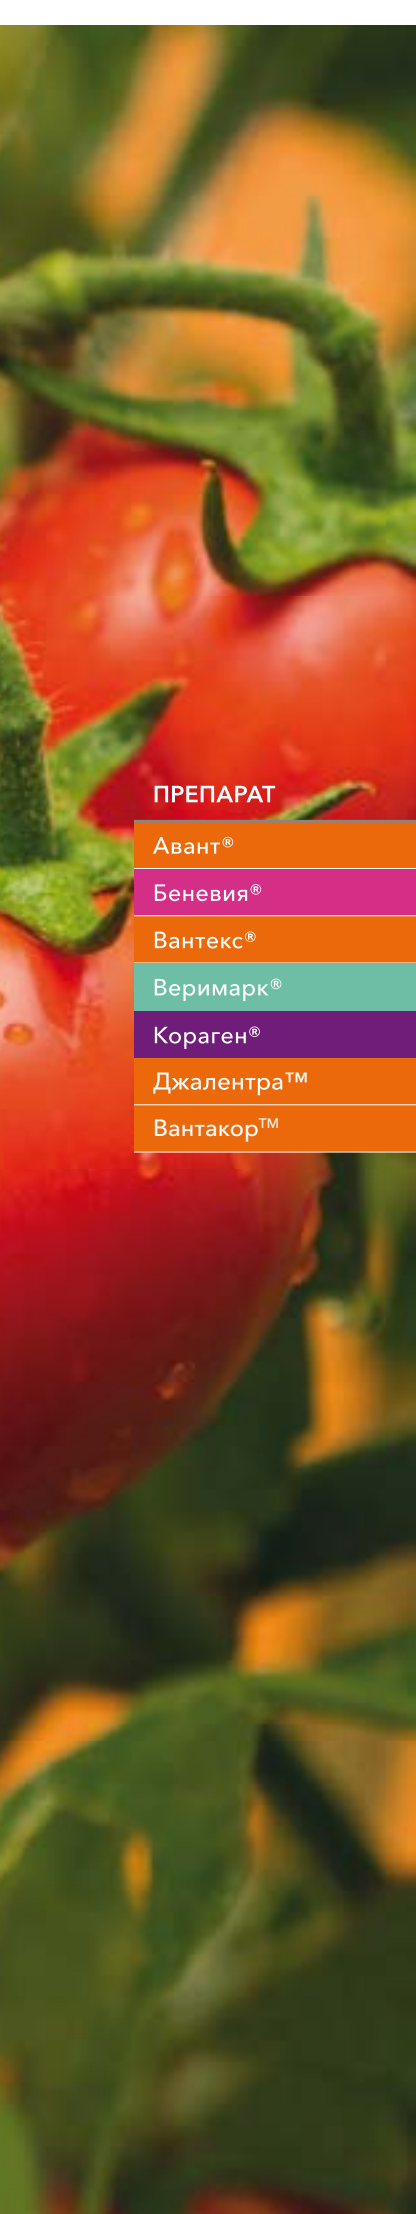 ПРЕПАРАТ
Авант®
Беневия®
Вантекс®
Веримарк®
Кораген®
Джалентра™
Вантакор™